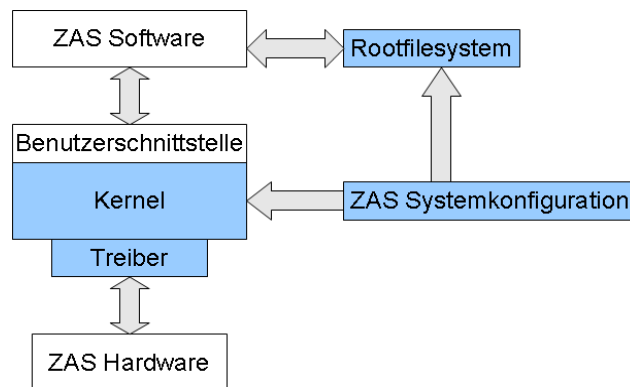 ZAS Software
Rootfilesystem
Benutzerschnittstelle
Kernel
ZAS Systemkonfiguration
Treiber
ZAS Hardware